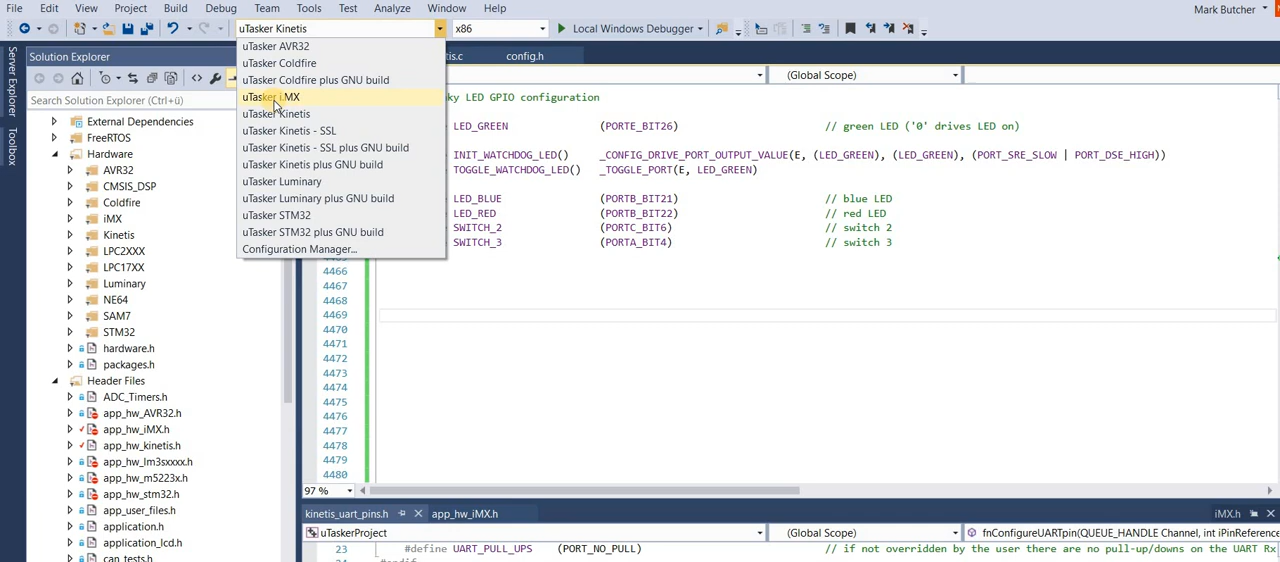 File Edit View Project Build Debug Team Tools Test Analyze Window Help Mark Butcher
uTasker Kinetis x86 Local Windows Debugger
Server Explorer
Toolbox
Solution Explorer
Search Solution Explorer (Ctrl+ü)
External Dependencies
FreeRTOS
Hardware
AVR32
CMSIS_DSP
Coldfire
iMX
Kinetis
LPC2XXX
LPC17XX
Luminary
NE64
SAM7
STM32
hardware.h
packages.h
Header Files
ADC_Timers.h
app_hw_AVR32.h
app_hw_iMX.h
app_hw_kinetis.h
app_hw_lm3sxxxx.h
app_hw_m5223x.h
app_hw_stm32.h
app_user_files.h
application.h
application_lcd.h
can_tests.h
uTasker AVR32
uTasker Coldfire
uTasker Coldfire plus GNU build
uTasker i.MX
uTasker Kinetis
uTasker Kinetis - SSL
uTasker Kinetis - SSL plus GNU build
uTasker Kinetis plus GNU build
uTasker Luminary
uTasker Luminary plus GNU build
uTasker STM32
uTasker STM32 plus GNU build
Configuration Manager...
config.h
(Global Scope)
ky LED GPIO configuration
LED_GREEN (PORTE_BIT26) // green LED ('0' drives LED on)
INIT_WATCHDOG_LED() _CONFIG_DRIVE_PORT_OUTPUT_VALUE(E, (LED_GREEN), (LED_GREEN), (PORT_SRE_SLOW | PORT_DSE_HIGH))
TOGGLE_WATCHDOG_LED() _TOGGLE_PORT(E, LED_GREEN)
LED_BLUE (PORTB_BIT21) // blue LED
LED_RED (PORTB_BIT22) // red LED
SWITCH_2 (PORTC_BIT6) // switch 2
SWITCH_3 (PORTA_BIT4) // switch 3
4466
4467
4468
4469
4470
4471
4472
4473
4474
4475
4476
4477
4478
4479
4480
97 %
kinetis_uart_pins.h app_hw_iMX.h iMX.h
uTaskerProject (Global Scope) fnConfigureUARTpin(QUEUE_HANDLE Channel, int iPinReferen
23 #define UART_PULL_UPS (PORT_NO_PULL) // if not overridden by the user there are no pull-up/downs on the UART Rx